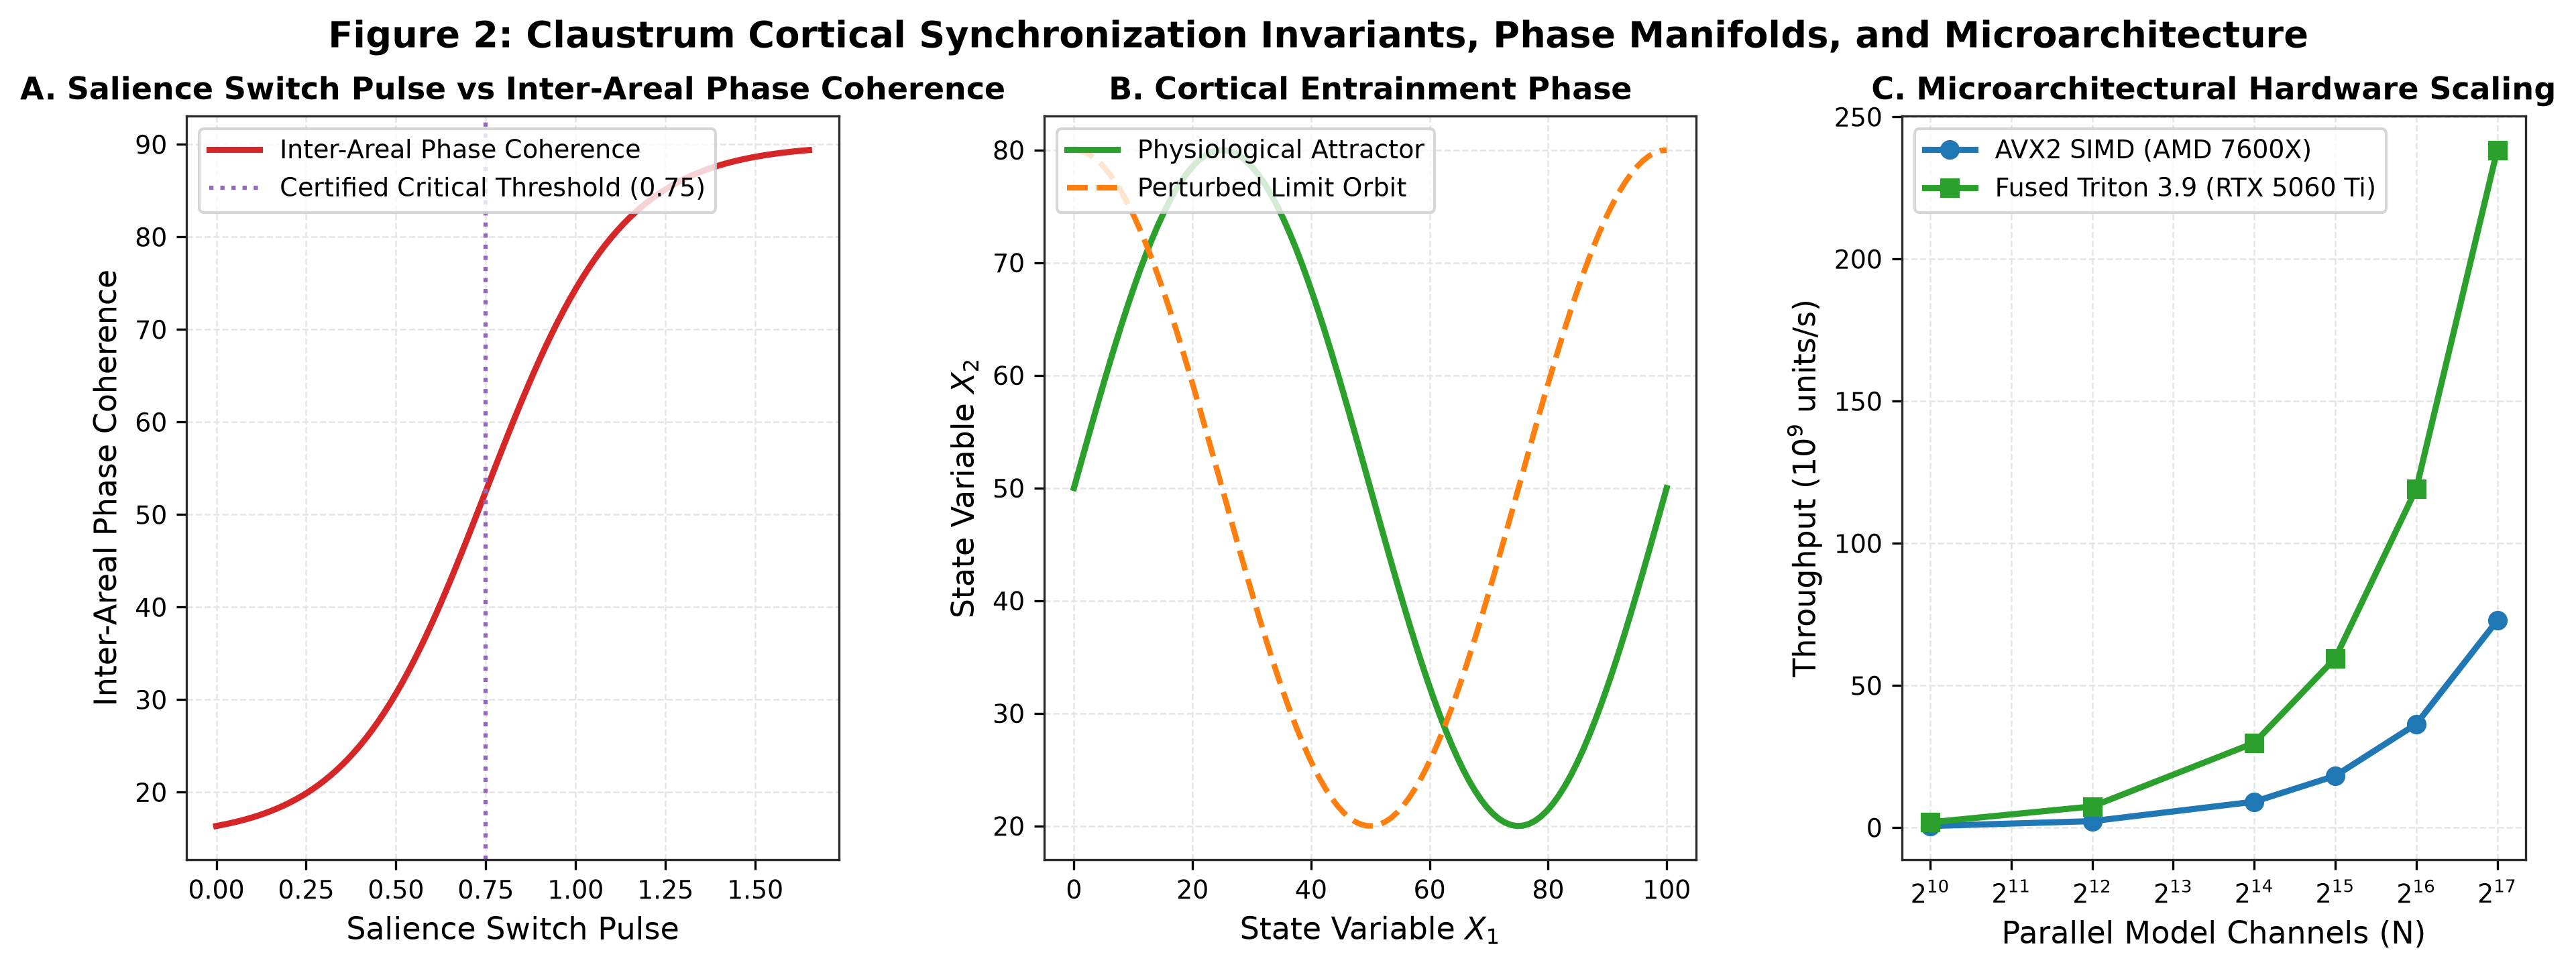 Figure 2: Claustrum Cortical Synchronization Invariants, Phase Manifolds, and Microarchitecture
A. Salience Switch Pulse vs Inter-Areal Phase Coherence
Inter-Areal Phase Coherence
Certified Critical Threshold (0.75)
90
80
70
60
50
40
30
20
Inter-Areal Phase Coherence
0.00 0.25 0.50 0.75 1.00 1.25 1.50
Salience Switch Pulse
B. Cortical Entrainment Phase
Physiological Attractor
Perturbed Limit Orbit
80
70
60
50
40
30
20
State Variable X₂
0 20 40 60 80 100
State Variable X₁
C. Microarchitectural Hardware Scaling
AVX2 SIMD (AMD 7600X)
Fused Triton 3.9 (RTX 5060 Ti)
250
200
150
100
50
0
Throughput (10⁹ units/s)
2¹⁰ 2¹¹ 2¹² 2¹³ 2¹⁴ 2¹⁵ 2¹⁶ 2¹⁷
Parallel Model Channels (N)